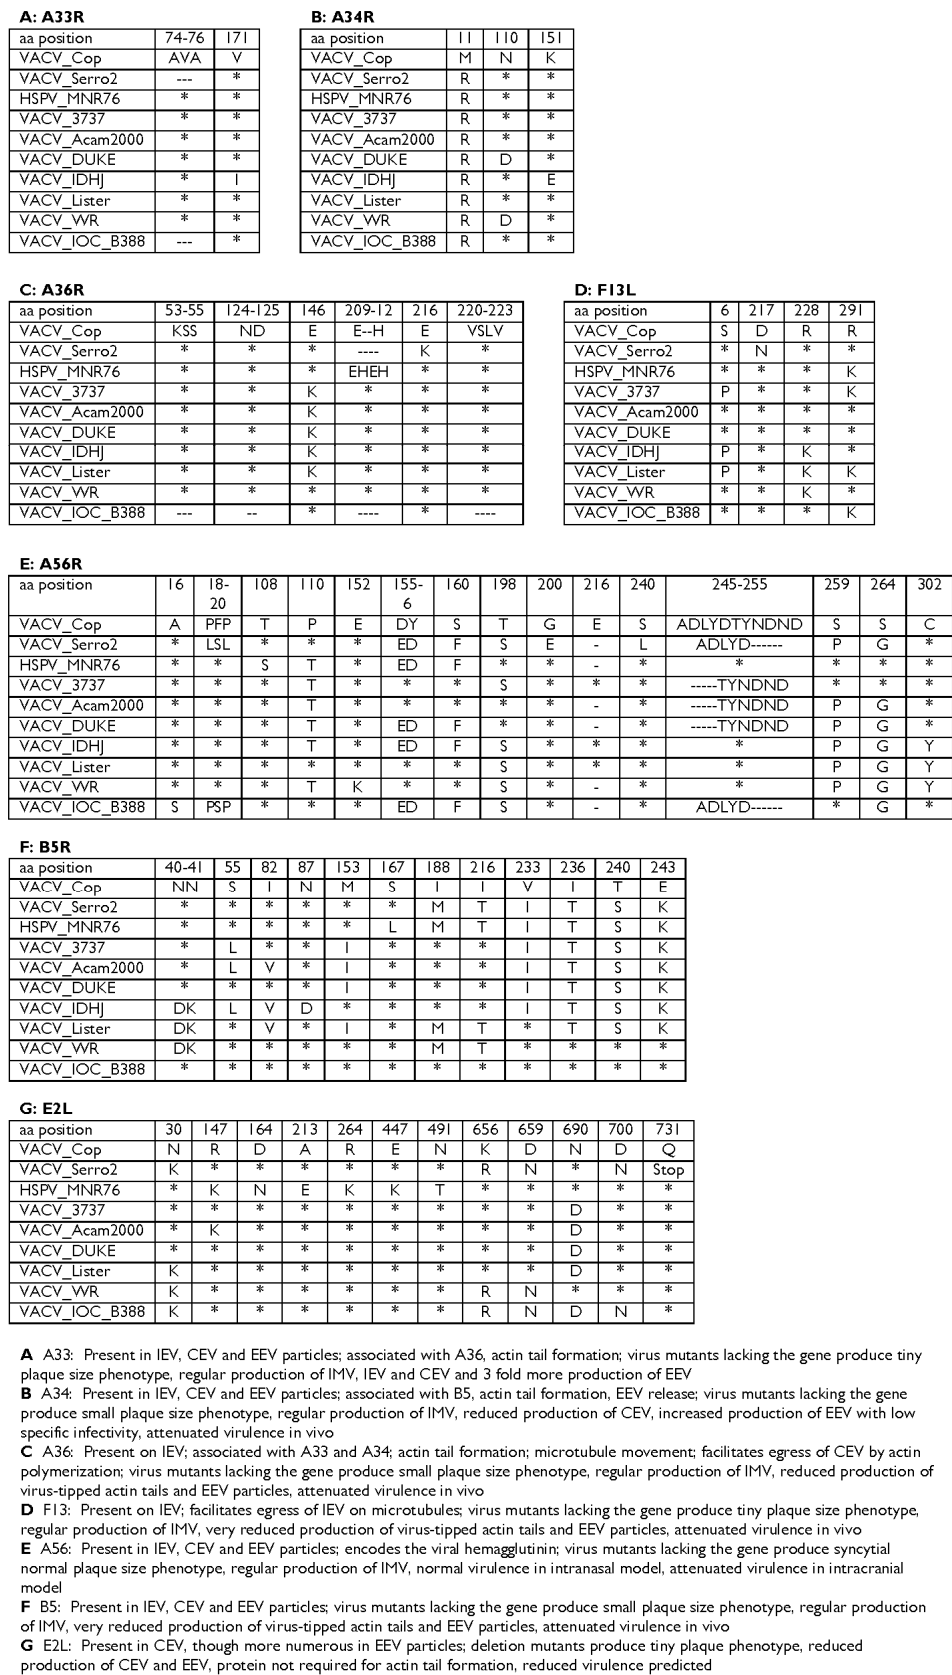 A: A33R
aa position 74-76 171
VACV_Cop AVA V
VACV_Serro2 --- *
HSPV_MNR76 * *
VACV_3737 * *
VACV_Acam2000 * *
VACV_DUKE * *
VACV_IDHJ * I
VACV_Lister * *
VACV_WR * *
VACV_IOC_B388 --- *
B: A34R
aa position 11 110 151
VACV_Cop M N K
VACV_Serro2 R * *
HSPV_MNR76 R * *
VACV_3737 R * *
VACV_Acam2000 R * *
VACV_DUKE R D *
VACV_IDHJ R * E
VACV_Lister R * *
VACV_WR R D *
VACV_IOC_B388 R * *
C: A36R
aa position 53-55 124-125 146 209-12 216 220-223
VACV_Cop KSS ND E E--H E VSLV
VACV_Serro2 * * * ---- K *
HSPV_MNR76 * * * EHEH * *
VACV_3737 * * K * * *
VACV_Acam2000 * * K * * *
VACV_DUKE * * K * * *
VACV_IDHJ * * K * * *
VACV_Lister * * K * * *
VACV_WR * * * * * *
VACV_IOC_B388 --- -- * ---- * ----
D: F13L
aa position 6 217 228 291
VACV_Cop S D R R
VACV_Serro2 * N * *
HSPV_MNR76 * * * K
VACV_3737 P * * K
VACV_Acam2000 * * * *
VACV_DUKE * * * *
VACV_IDHJ P * K *
VACV_Lister P * K K
VACV_WR * * K *
VACV_IOC_B388 * * * K
E: A56R
aa position 16 18-20 108 110 152 155-6 160 198 200 216 240 245-255 259 264 302
VACV_Cop A PFP T P E DY S T G E S ADLYDTYNDND S S C
VACV_Serro2 * LSL * * * ED F S E - L ADLYD------ P G *
HSPV_MNR76 * * S T * ED F * * - * * * * *
VACV_3737 * * * T * * * S * * * -----TYNDND * * *
VACV_Acam2000 * * * T * * * * * - * -----TYNDND P G *
VACV_DUKE * * * T * ED F * * - * -----TYNDND P G *
VACV_IDHJ * * * T * ED F S * * * * P G Y
VACV_Lister * * * * * * * S * * * * P G Y
VACV_WR * * * T K * * S * - * * P G Y
VACV_IOC_B388 S PSP * * * ED F S * - * ADLYD------ * G *
F: B5R
aa position 40-41 55 82 87 153 167 188 216 233 236 240 243
VACV_Cop NN S I N M S I I V I T E
VACV_Serro2 * * * * * * M T I T S K
HSPV_MNR76 * * * * * L M T I T S K
VACV_3737 * L * * I * * * I T S K
VACV_Acam2000 * L V * I * * * I T S K
VACV_DUKE * * * * I * * * I T S K
VACV_IDHJ DK L V D * * * * I T S K
VACV_Lister DK * V * I * M T * T S K
VACV_WR DK * * * * * M T * * * *
VACV_IOC_B388 * * * * * * * * * * * *
G: E2L
aa position 30 147 164 213 264 447 491 656 659 690 700 731
VACV_Cop N R D A R E N K D N D Q
VACV_Serro2 K * * * * * * R N * N Stop
HSPV_MNR76 * K N E K K T * * * * *
VACV_3737 * * * * * * * * * D * *
VACV_Acam2000 * K * * * * * * * D * *
VACV_DUKE * * * * * * * * * D * *
VACV_Lister K * * * * * * * * D * *
VACV_WR K * * * * * * R N * * *
VACV_IOC_B388 K * * * * * * R N D N *
A A33: Present in IEV, CEV and EEV particles; associated with A36, actin tail formation; virus mutants lacking the gene produce tiny
plaque size phenotype, regular production of IMV, IEV and CEV and 3 fold more production of EEV
B A34: Present in IEV, CEV and EEV particles; associated with B5, actin tail formation, EEV release; virus mutants lacking the gene
produce small plaque size phenotype, regular production of IMV, reduced production of CEV, increased production of EEV with low
specific infectivity, attenuated virulence in vivo
C A36: Present on IEV; associated with A33 and A34; actin tail formation; microtubule movement; facilitates egress of CEV by actin
polymerization; virus mutants lacking the gene produce small plaque size phenotype, regular production of IMV, reduced production of
virus-tipped actin tails and EEV particles, attenuated virulence in vivo
D F13: Present on IEV; facilitates egress of IEV on microtubules; virus mutants lacking the gene produce tiny plaque size phenotype,
regular production of IMV, very reduced production of virus-tipped actin tails and EEV particles, attenuated virulence in vivo
E A56: Present in IEV, CEV and EEV particles; encodes the viral hemagglutinin; virus mutants lacking the gene produce syncytial
normal plaque size phenotype, regular production of IMV, normal virulence in intranasal model, attenuated virulence in intracranial
model
F B5: Present in IEV, CEV and EEV particles; virus mutants lacking the gene produce small plaque size phenotype, regular production
of IMV, very reduced production of virus-tipped actin tails and EEV particles, attenuated virulence in vivo
G E2L: Present in CEV, though more numerous in EEV particles; deletion mutants produce tiny plaque phenotype, reduced
production of CEV and EEV, protein not required for actin tail formation, reduced virulence predicted